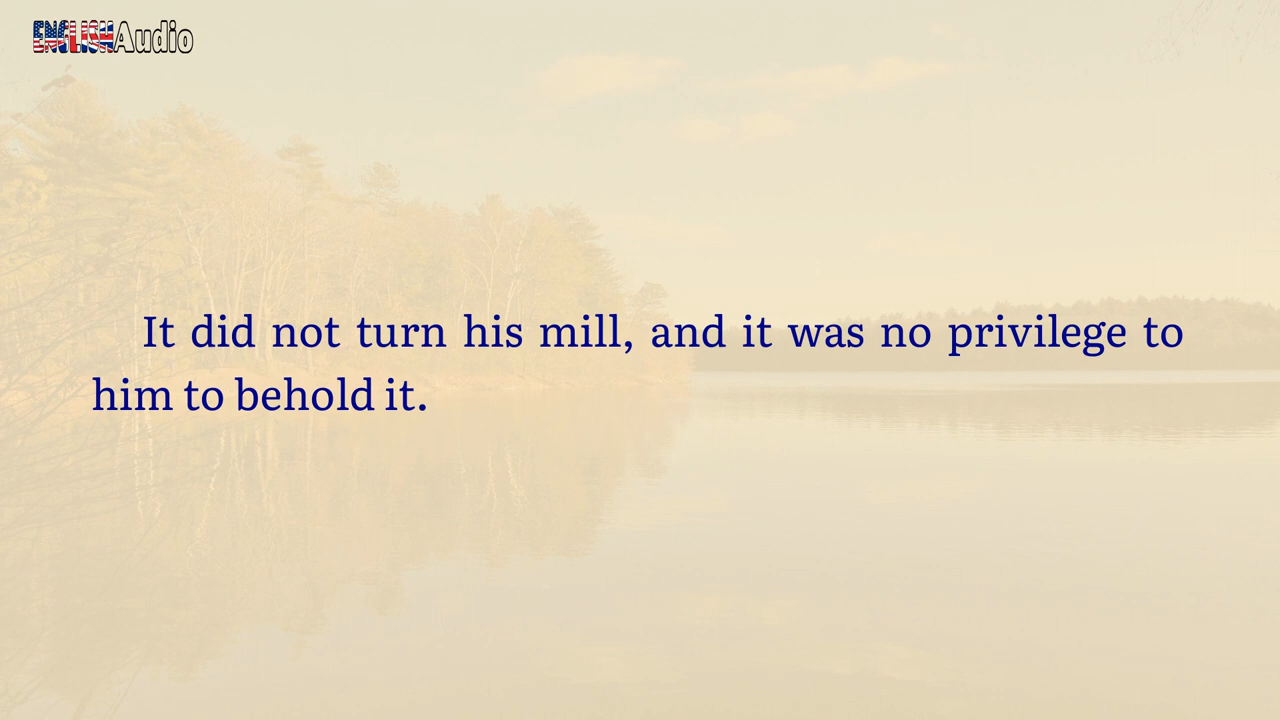 ENGLISHAudio
It did not turn his mill, and it was no privilege to
him to behold it.